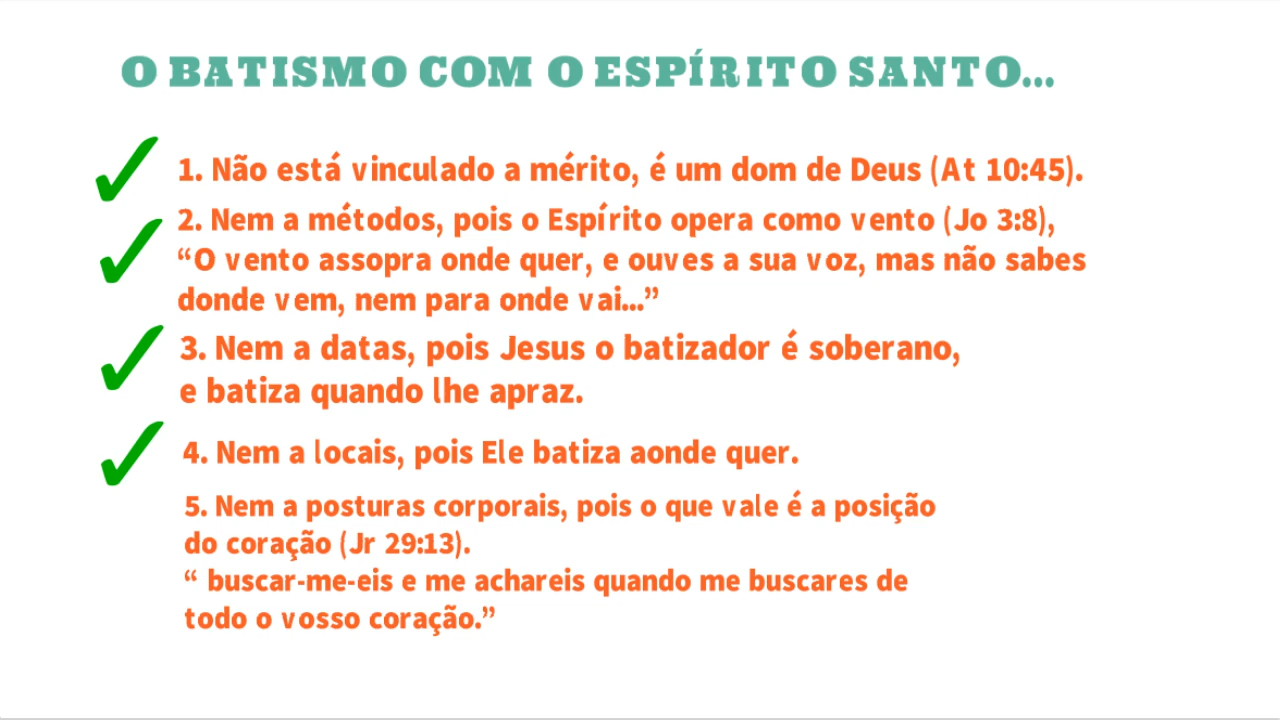 O BATISMO COM O ESPÍRITO SANTO...
1. Não está vinculado a mérito, é um dom de Deus (At 10:45).
2. Nem a métodos, pois o Espírito opera como vento (Jo 3:8),
“O vento assopra onde quer, e ouves a sua voz, mas não sabes
donde vem, nem para onde vai...”
3. Nem a datas, pois Jesus o batizador é soberano,
e batiza quando lhe apraz.
4. Nem a locais, pois Ele batiza aonde quer.
5. Nem a posturas corporais, pois o que vale é a posição
do coração (Jr 29:13).
“ buscar-me-eis e me achareis quando me buscares de
todo o vosso coração.”